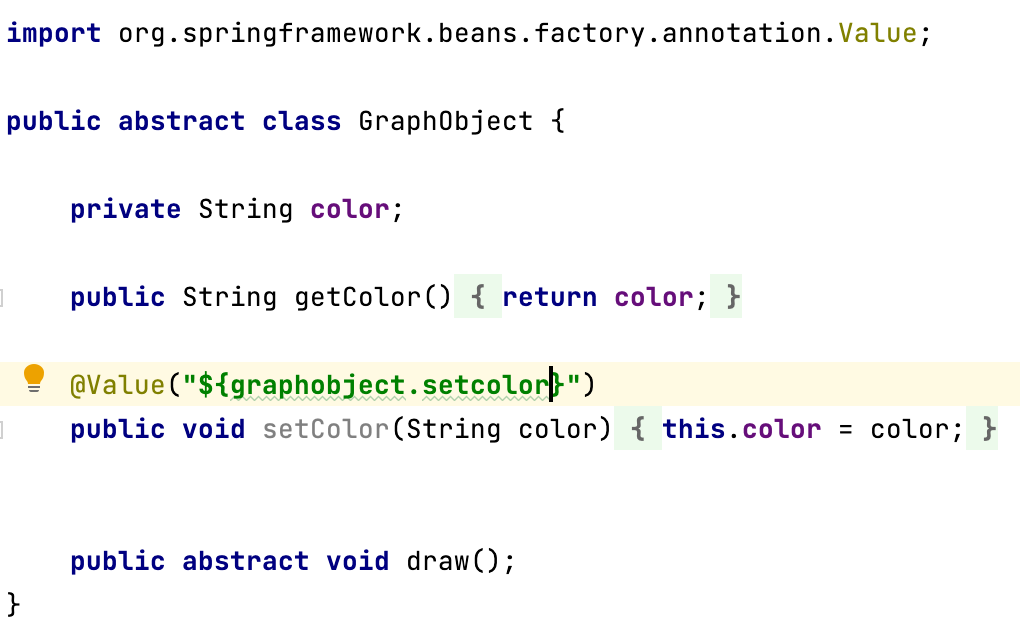 import org.springframework.beans.factory.annotation.Value;
public abstract class GraphObject {
private String color;
public String getColor() { return color; }
@Value("${graphobject.setcolor}")
public void setColor(String color) { this.color = color; }
public abstract void draw();
}